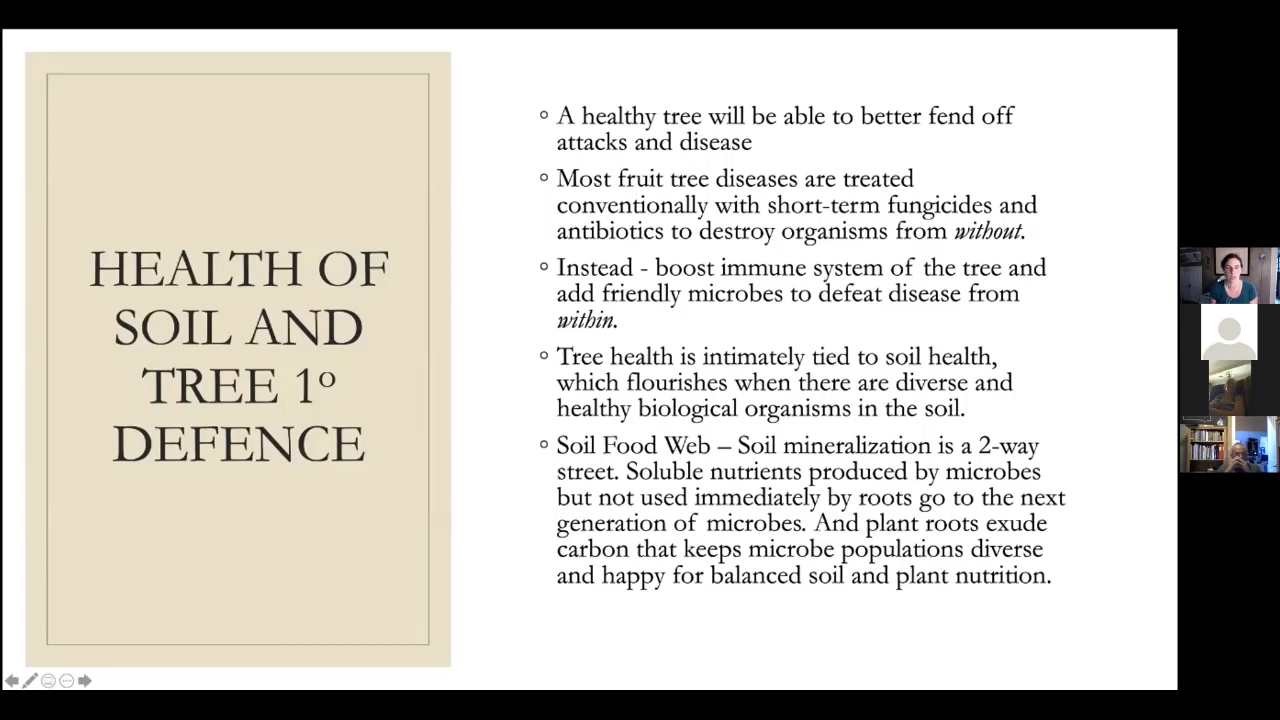 HEALTH OF
SOIL AND
TREE 1º
DEFENCE
◦ A healthy tree will be able to better fend off
attacks and disease
◦ Most fruit tree diseases are treated
conventionally with short-term fungicides and
antibiotics to destroy organisms from without.
◦ Instead - boost immune system of the tree and
add friendly microbes to defeat disease from
within.
◦ Tree health is intimately tied to soil health,
which flourishes when there are diverse and
healthy biological organisms in the soil.
◦ Soil Food Web – Soil mineralization is a 2-way
street. Soluble nutrients produced by microbes
but not used immediately by roots go to the next
generation of microbes. And plant roots exude
carbon that keeps microbe populations diverse
and happy for balanced soil and plant nutrition.